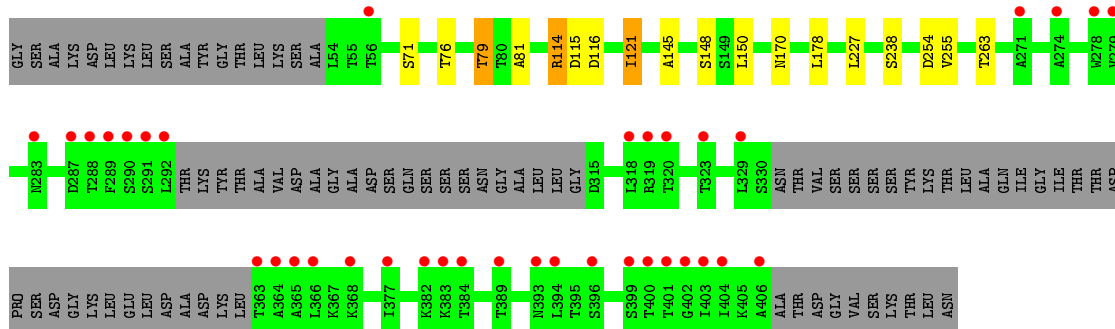 GLY SER ALA LYS ASP LEU LYS LEU SER ALA TYR GLY THR LEU LYS SER ALA L54 T55 T56 S71 T76 T79 T80 A81 R114 D115 D116 I121 A145 S148 S149 L150 N170 L178 L227 S238 D254 V255 T263 A271 A274 W278
N283 D287 T288 F289 S290 S291 L292 THR LYS TYR THR ALA VAL ASP ALA GLY ALA ASP SER GLN SER SER SER ASN GLY ALA LEU LEU GLY D315 L318 R319 T320 T323 L329 S330 ASN THR VAL SER SER SER SER TYR LYS THR LEU ALA GLN ILE GLY ILE THR THR ASP
PRO SER ASP GLY LYS LEU GLU LEU ASP ALA ASP LYS LEU T363 A364 A365 L366 K367 K368 I377 K382 K383 T384 T389 N393 L394 T395 S396 S399 T400 T401 G402 I403 I404 K405 A406 ALA THR ASP GLY VAL SER LYS THR LEU ASN